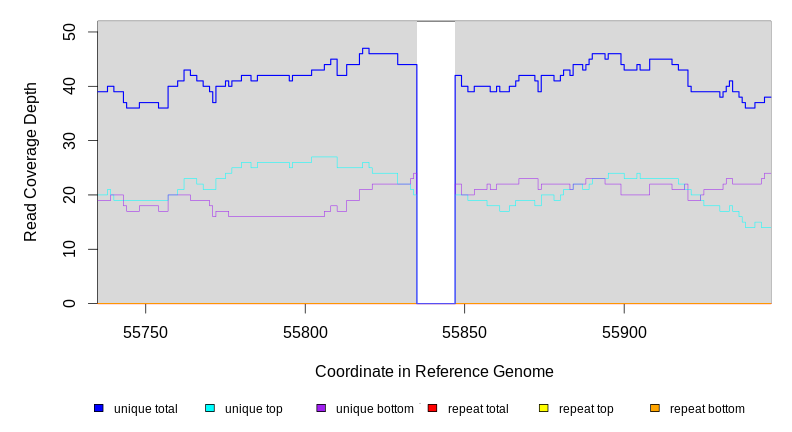 Read Coverage Depth
50
40
30
20
10
0
55750 55800 55850 55900
Coordinate in Reference Genome
unique total unique top unique bottom repeat total repeat top repeat bottom